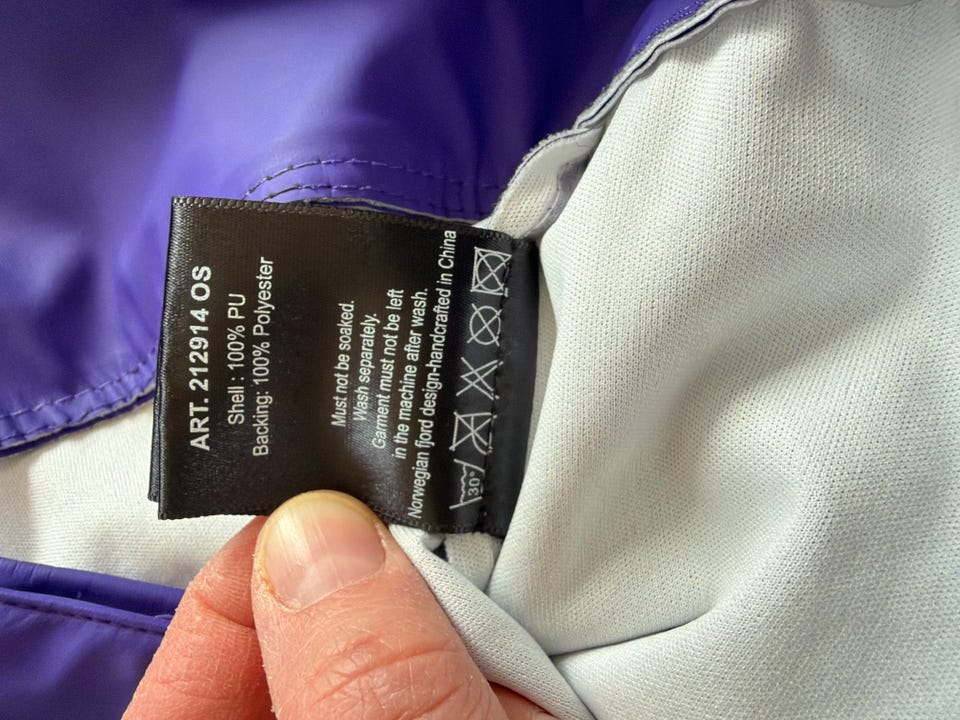 ART. 212914 OS
Shell : 100% PU
Backing: 100% Polyester
Must not be soaked.
Wash separately.
Garment must not be left
in the machine after wash.
Norwegian fjord design-handcrafted in China
30°